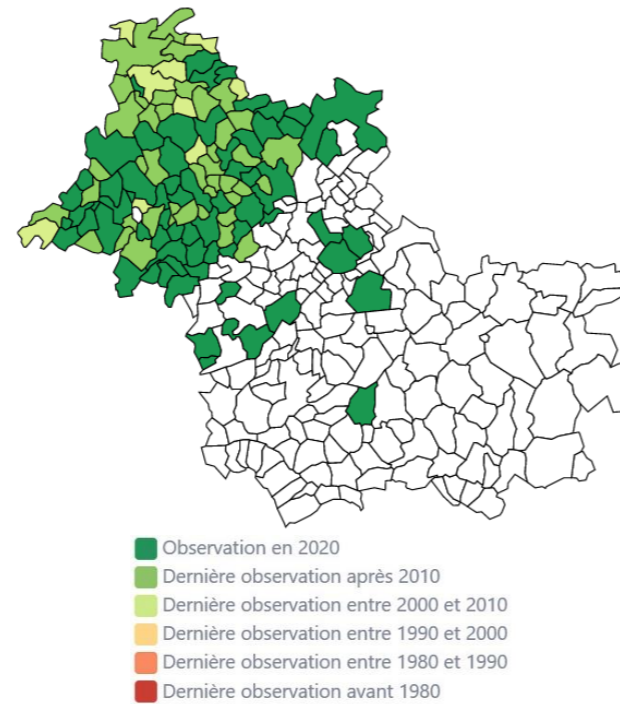 Observation en 2020
Dernière observation après 2010
Dernière observation entre 2000 et 2010
Dernière observation entre 1990 et 2000
Dernière observation entre 1980 et 1990
Dernière observation avant 1980